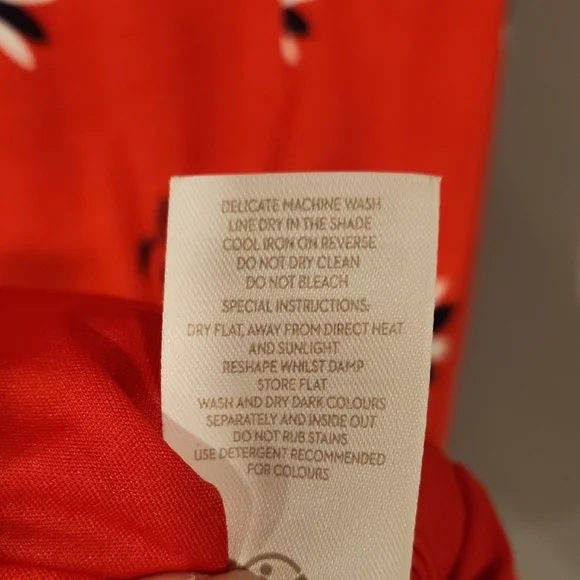 DELICATE MACHINE WASH
LINE DRY IN THE SHADE
COOL IRON ON REVERSE
DO NOT DRY CLEAN
DO NOT BLEACH
SPECIAL INSTRUCTIONS:
DRY FLAT, AWAY FROM DIRECT HEAT
AND SUNLIGHT
RESHAPE WHILST DAMP
STORE FLAT
WASH AND DRY DARK COLOURS
SEPARATELY AND INSIDE OUT
DO NOT RUB STAINS
USE DETERGENT RECOMMENDED
FOR COLOURS